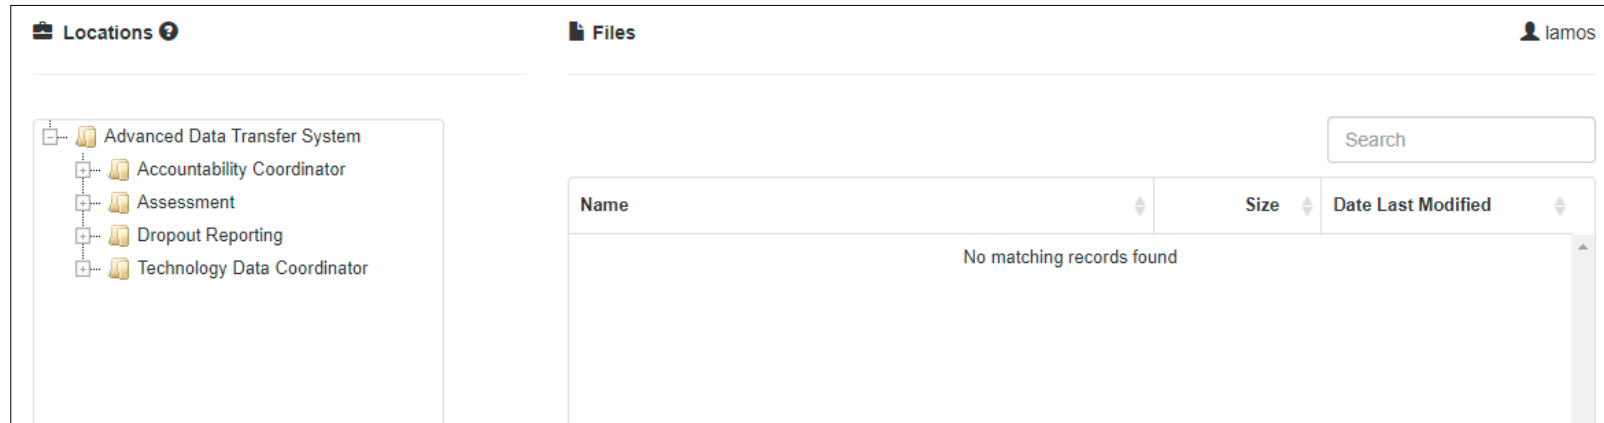 Locations
Files
lamos
Advanced Data Transfer System
Accountability Coordinator
Assessment
Dropout Reporting
Technology Data Coordinator
Search
Name Size Date Last Modified
No matching records found